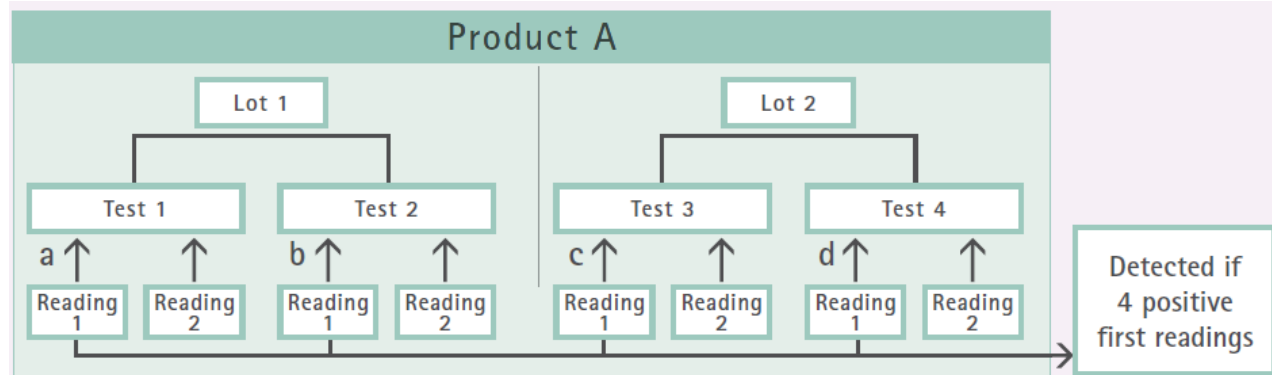 Product A
Lot 1
Lot 2
Test 1
Test 2
Test 3
Test 4
a
b
c
d
Reading
1
Reading
2
Reading
1
Reading
2
Reading
1
Reading
2
Reading
1
Reading
2
Detected if
4 positive
first readings